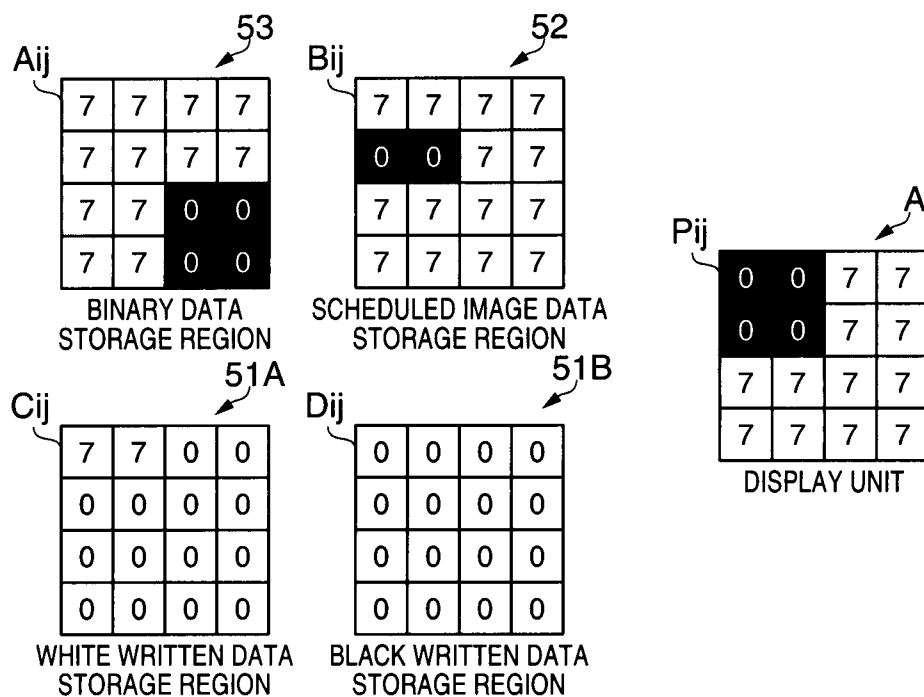 53
Aij
7 7 7 7
7 7 7 7
7 7 0 0
7 7 0 0
BINARY DATA
STORAGE REGION
52
Bij
7 7 7 7
0 0 7 7
7 7 7 7
7 7 7 7
SCHEDULED IMAGE DATA
STORAGE REGION
A
Pij
0 0 7 7
0 0 7 7
7 7 7 7
7 7 7 7
DISPLAY UNIT
51A
Cij
7 7 0 0
0 0 0 0
0 0 0 0
0 0 0 0
WHITE WRITTEN DATA
STORAGE REGION
51B
Dij
0 0 0 0
0 0 0 0
0 0 0 0
0 0 0 0
BLACK WRITTEN DATA
STORAGE REGION